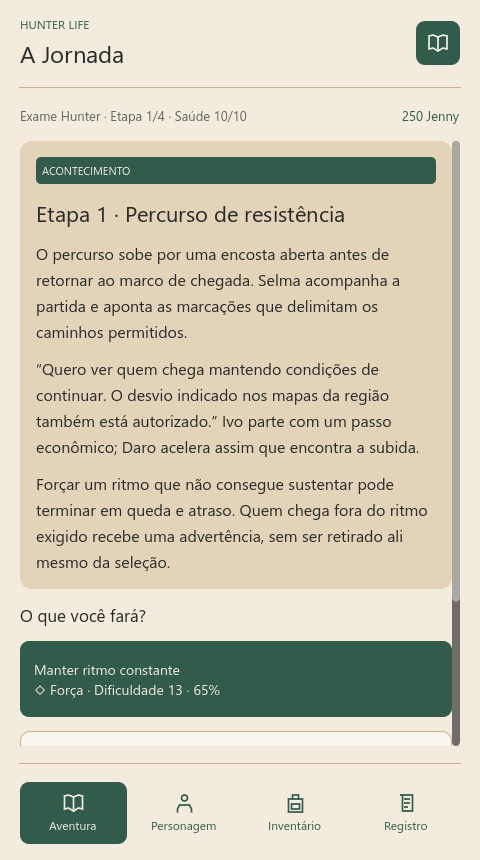 HUNTER LIFE
A Jornada
Exame Hunter · Etapa 1/4 · Saúde 10/10
250 Jenny
ACONTECIMENTO
Etapa 1 · Percurso de resistência
O percurso sobe por uma encosta aberta antes de
retornar ao marco de chegada. Selma acompanha a
partida e aponta as marcações que delimitam os
caminhos permitidos.
“Quero ver quem chega mantendo condições de
continuar. O desvio indicado nos mapas da região
também está autorizado.” Ivo parte com um passo
econômico; Daro acelera assim que encontra a subida.
Forçar um ritmo que não consegue sustentar pode
terminar em queda e atraso. Quem chega fora do ritmo
exigido recebe uma advertência, sem ser retirado ali
mesmo da seleção.
O que você fará?
Manter ritmo constante
◇ Força · Dificuldade 13 · 65%
Aventura
Personagem
Inventário
Registro